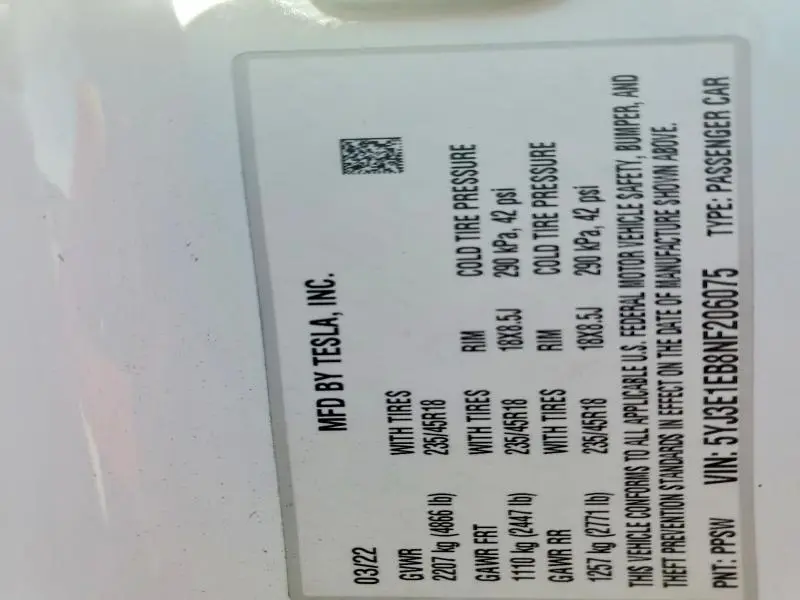 MFD BY TESLA, INC.
03/22
GVWR WITH TIRES
2207 kg (4866 lb) 235/45R18
GAWR FRT WITH TIRES RIM COLD TIRE PRESSURE
1110 kg (2447 lb) 235/45R18 18X8.5J 290 kPa, 42 psi
GAWR RR WITH TIRES RIM COLD TIRE PRESSURE
1257 kg (2771 lb) 235/45R18 18X8.5J 290 kPa, 42 psi
THIS VEHICLE CONFORMS TO ALL APPLICABLE U.S. FEDERAL MOTOR VEHICLE SAFETY, BUMPER, AND
THEFT PREVENTION STANDARDS IN EFFECT ON THE DATE OF MANUFACTURE SHOWN ABOVE.
PNT: PPSW VIN: 5YJ3E1EB8NF206075 TYPE: PASSENGER CAR